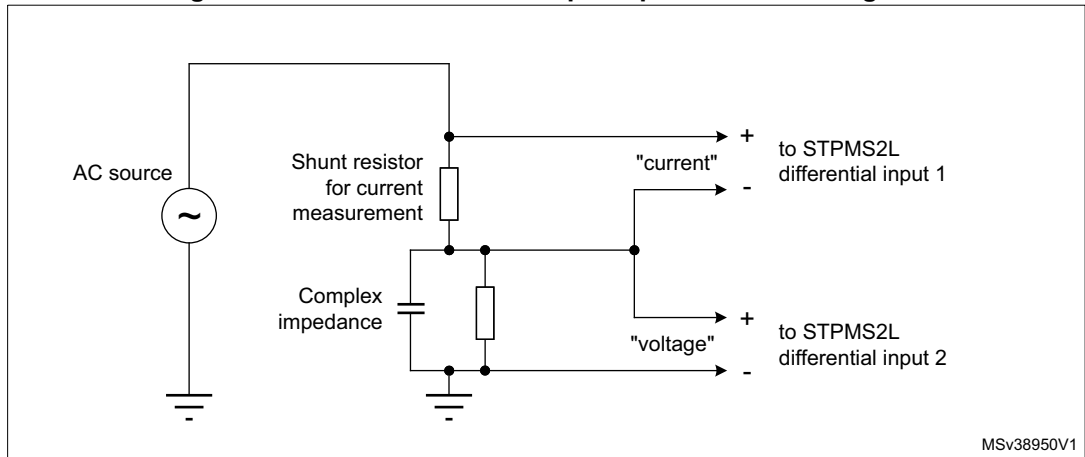 AC source
~
Shunt resistor
for current
measurement
"current"
+
-
to STPMS2L
differential input 1
Complex
impedance
"voltage"
+
-
to STPMS2L
differential input 2
MSv38950V1